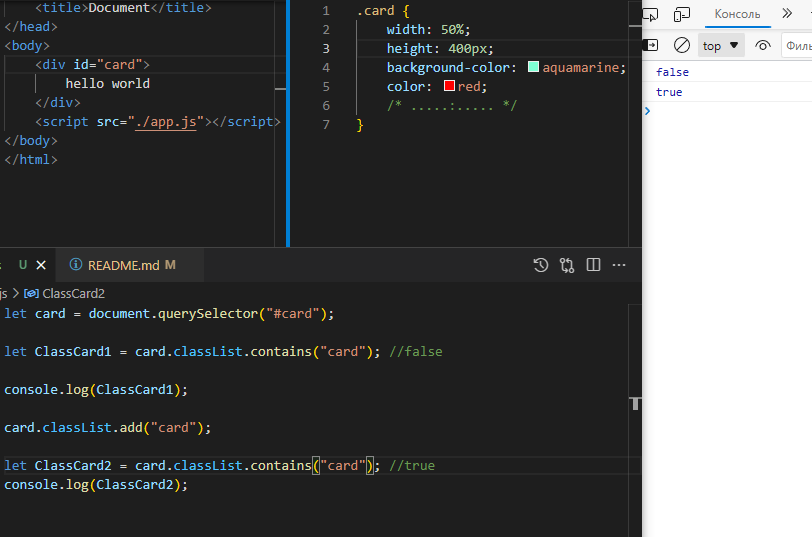 <title>Document</title>
</head>
<body>
<div id="card">
hello world
</div>
<script src="./app.js"></script>
</body>
</html>
1 .card {
2 width: 50%;
3 height: 400px;
4 background-color: aquamarine;
5 color: red;
6 /* .....:..... */
7 }
U README.md M
js > ClassCard2
let card = document.querySelector("#card");
let ClassCard1 = card.classList.contains("card"); //false
console.log(ClassCard1);
card.classList.add("card");
let ClassCard2 = card.classList.contains("card"); //true
console.log(ClassCard2);
Консоль
top Филь
false
true